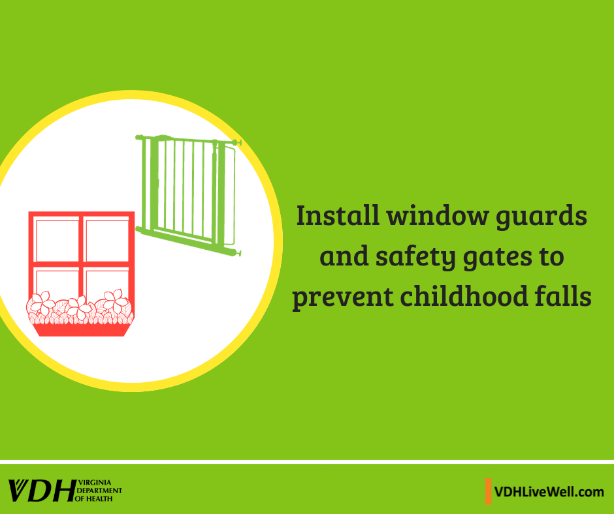 Install window guards
and safety gates to
prevent childhood falls
VDH VIRGINIA
DEPARTMENT
OF HEALTH
VDHLiveWell.com